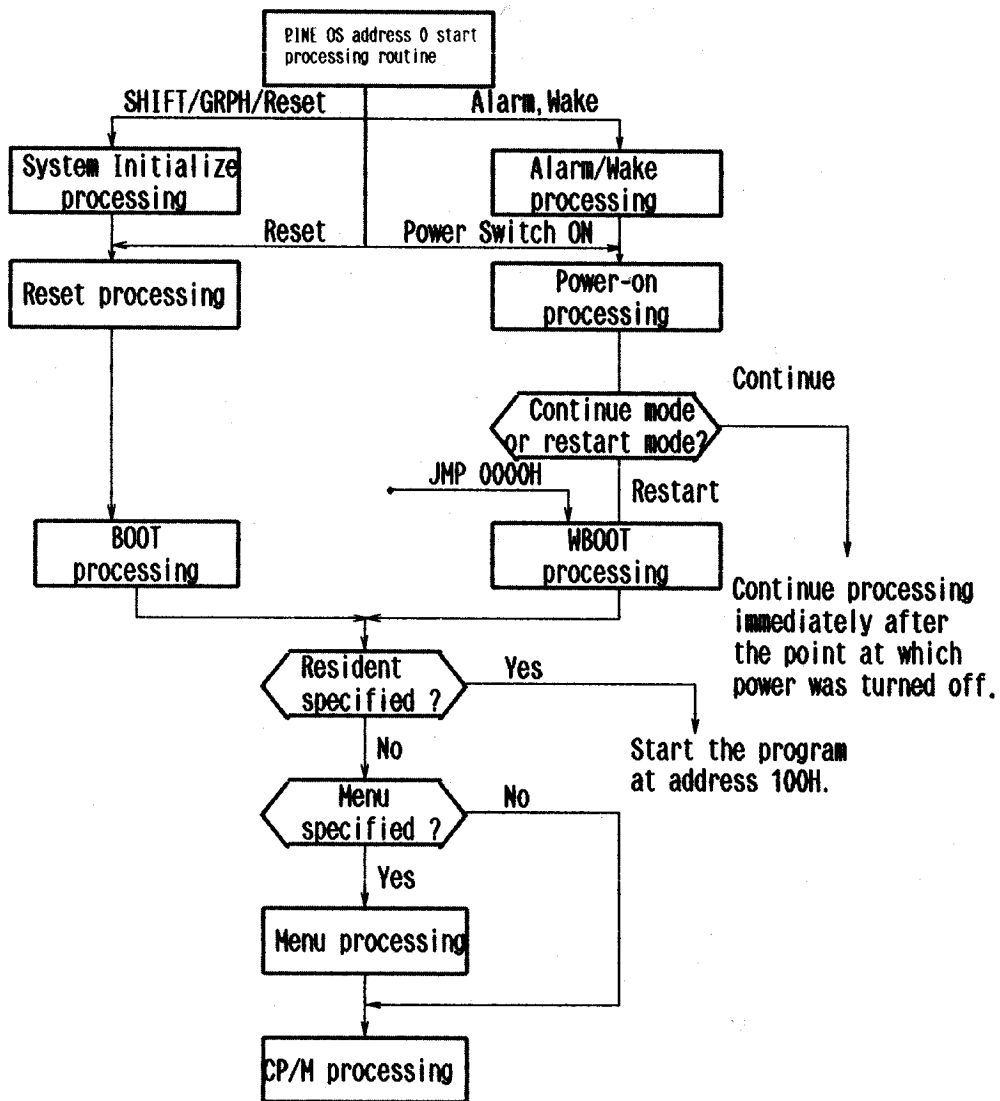 PINE OS address 0 start
processing routine
SHIFT/GRPH/Reset
Alarm, Wake
System Initialize
processing
Alarm/Wake
processing
Reset
Power Switch ON
Reset processing
Power-on
processing
Continue
Continue mode
or restart mode?
JMP 0000H
Restart
BOOT
processing
WBOOT
processing
Continue processing
immediately after
the point at which
power was turned off.
Resident
specified ?
Yes
No
Start the program
at address 100H.
Menu
specified ?
No
Yes
Menu processing
CP/M processing